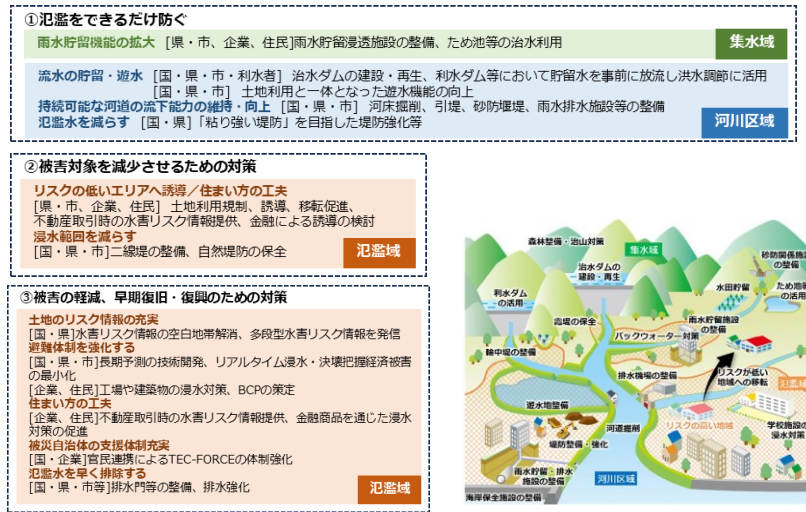 ①氾濫をできるだけ防ぐ
雨水貯留機能の拡大 [県・市、企業、住民]雨水貯留浸透施設の整備、ため池等の治水利用
集水域
流水の貯留・遊水 [国・県・市・利水者] 治水ダムの建設・再生、利水ダム等において貯留水を事前に放流し洪水調節に活用
[国・県・市] 土地利用と一体となった遊水機能の向上
持続可能な河道の流下能力の維持・向上 [国・県・市] 河床掘削、引堤、砂防堰堤、雨水排水施設等の整備
氾濫水を減らす [国・県]「粘り強い堤防」を目指した堤防強化等
河川区域
②被害対象を減少させるための対策
リスクの低いエリアへ誘導／住まい方の工夫
[県・市、企業、住民] 土地利用規制、誘導、移転促進、
不動産取引時の水害リスク情報提供、金融による誘導の検討
浸水範囲を減らす
[国・県・市]二線堤の整備、自然堤防の保全
氾濫域
③被害の軽減、早期復旧・復興のための対策
土地のリスク情報の充実
[国・県]水害リスク情報の空白地帯解消、多段型水害リスク情報を発信
避難体制を強化する
[国・県・市]長期予測の技術開発、リアルタイム浸水・決壊把握経済被害
の最小化
[企業、住民]工場や建築物の浸水対策、BCPの策定
住まい方の工夫
[企業、住民]不動産取引時の水害リスク情報提供、金融商品を通じた浸水
対策の促進
被災自治体の支援体制充実
[国・企業]官民連携によるTEC-FORCEの体制強化
氾濫水を早く排除する
[国・県・市等]排水門等の整備、排水強化
氾濫域
森林整備・治山対策
集水域
治水ダムの
建設・再生
砂防関係施設
の整備
利水ダム
の活用
水田貯留
ため池等
の活用
霞堤の保全
雨水貯留施設
の整備
バックウォーター対策
輪中堤の整備
排水機場の整備
リスクが低い
地域への移転
氾濫域
遊水地整備
河道掘削
リスクの高い地域
学校施設の
浸水対策
堤防整備・強化
雨水貯留・排水
施設の整備
河川区域
海岸保全施設の整備